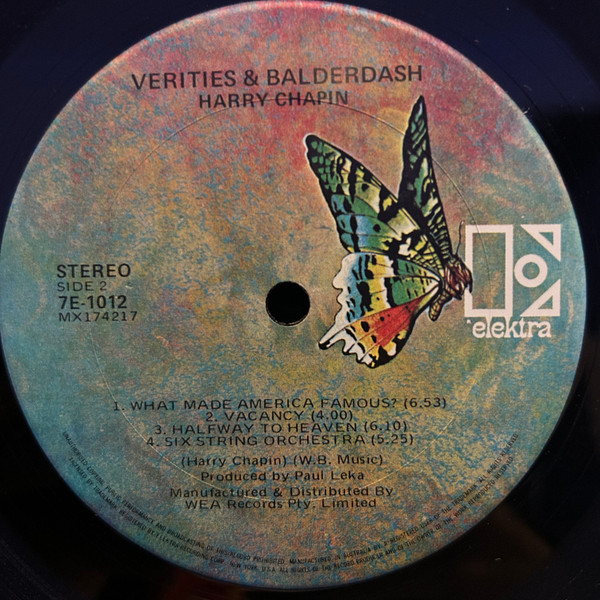 VERITIES & BALDERDASH
HARRY CHAPIN
STEREO
SIDE 2
7E-1012
MX174217
elektra
1. WHAT MADE AMERICA FAMOUS? (6.53)
2. VACANCY (4.00)
3. HALFWAY TO HEAVEN (6.10)
4. SIX STRING ORCHESTRA (5.25)
(Harry Chapin) (W.B. Music)
Produced by Paul Leka
Manufactured & Distributed By
WEA Records Pty. Limited